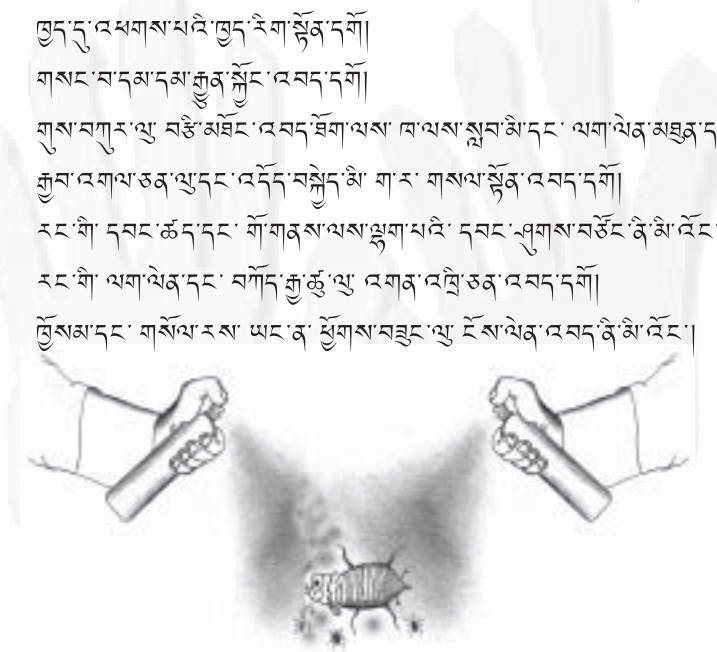 ཁྱད་དུ་འཕགས་པའི་ཁྱད་རིག་སྟོན་དགོ།
གསང་བ་དམ་དམ་རྒྱུན་སྐྱོང་འབད་དགོ།
གུས་བཀུར་ལུ་ བརྩི་མཐོང་འབད་ཐོག་ལས་ ཁ་ལས་སླབ་མི་དང་ ལག་ལེན་མཐུན་ད
རྒྱབ་འགལ་ཅན་ལུ་དང་འདོད་བསྐྱེད་མི་ ག་ར་ གསལ་སྟོན་འབད་དགོ།
རང་གི་ དབང་ཚད་དང་ གོ་གནས་ལས་ལྷག་པའི་ དབང་ཤུགས་བཙོང་ནི་མི་འོང་
རང་གི་ ལག་ལེན་དང་ བཀོད་རྒྱ་ཚུ་ལུ་ འགན་འཁྲི་ཅན་འབད་དགོ།
ཁྱོསམ་དང་ གསོལ་རས་ ཡང་ན་ ཕྱོགས་བཟུང་ལུ་ ངོས་ལེན་འབད་ནི་མི་འོང་།